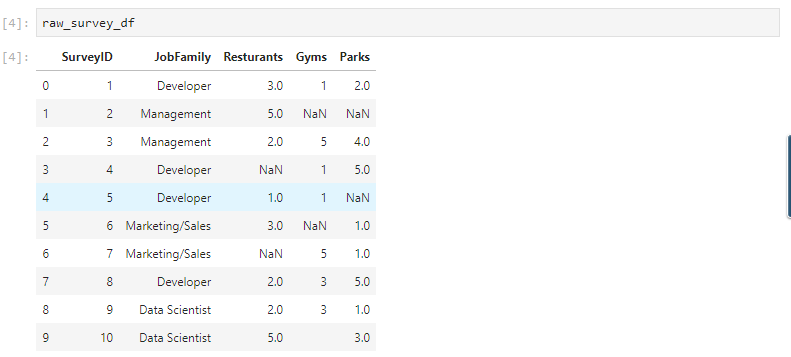 [4]: raw_survey_df
[4]: SurveyID JobFamily Resturants Gyms Parks
0 1 Developer 3.0 1 2.0
1 2 Management 5.0 NaN NaN
2 3 Management 2.0 5 4.0
3 4 Developer NaN 1 5.0
4 5 Developer 1.0 1 NaN
5 6 Marketing/Sales 3.0 NaN 1.0
6 7 Marketing/Sales NaN 5 1.0
7 8 Developer 2.0 3 5.0
8 9 Data Scientist 2.0 3 1.0
9 10 Data Scientist 5.0 3.0